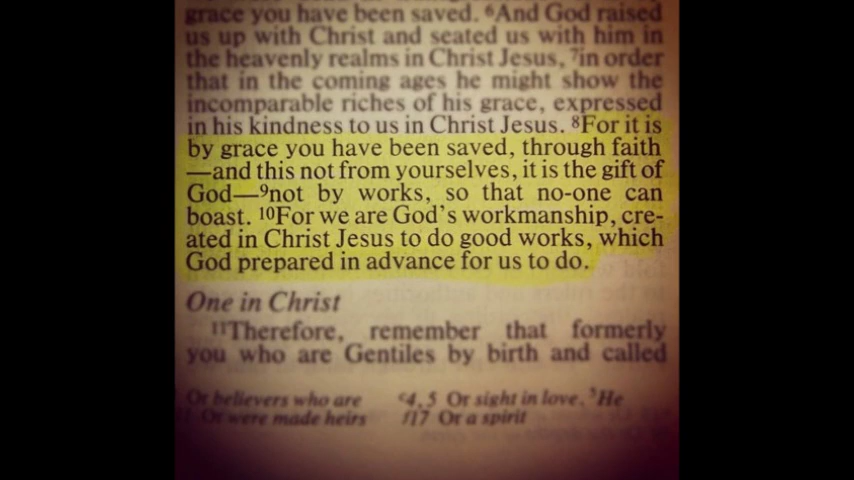 grace you have been saved. ⁶And God raised
us up with Christ and seated us with him in
the heavenly realms in Christ Jesus, ⁷in order
that in the coming ages he might show the
incomparable riches of his grace, expressed
in his kindness to us in Christ Jesus. ⁸For it is
by grace you have been saved, through faith
—and this not from yourselves, it is the gift of
God—⁹not by works, so that no-one can
boast. ¹⁰For we are God's workmanship, cre-
ated in Christ Jesus to do good works, which
God prepared in advance for us to do.
One in Christ
¹¹Therefore, remember that formerly
you who are Gentiles by birth and called
Or believers who are
Or were made heirs
4,5 Or sight in love. ⁵He
17 Or a spirit